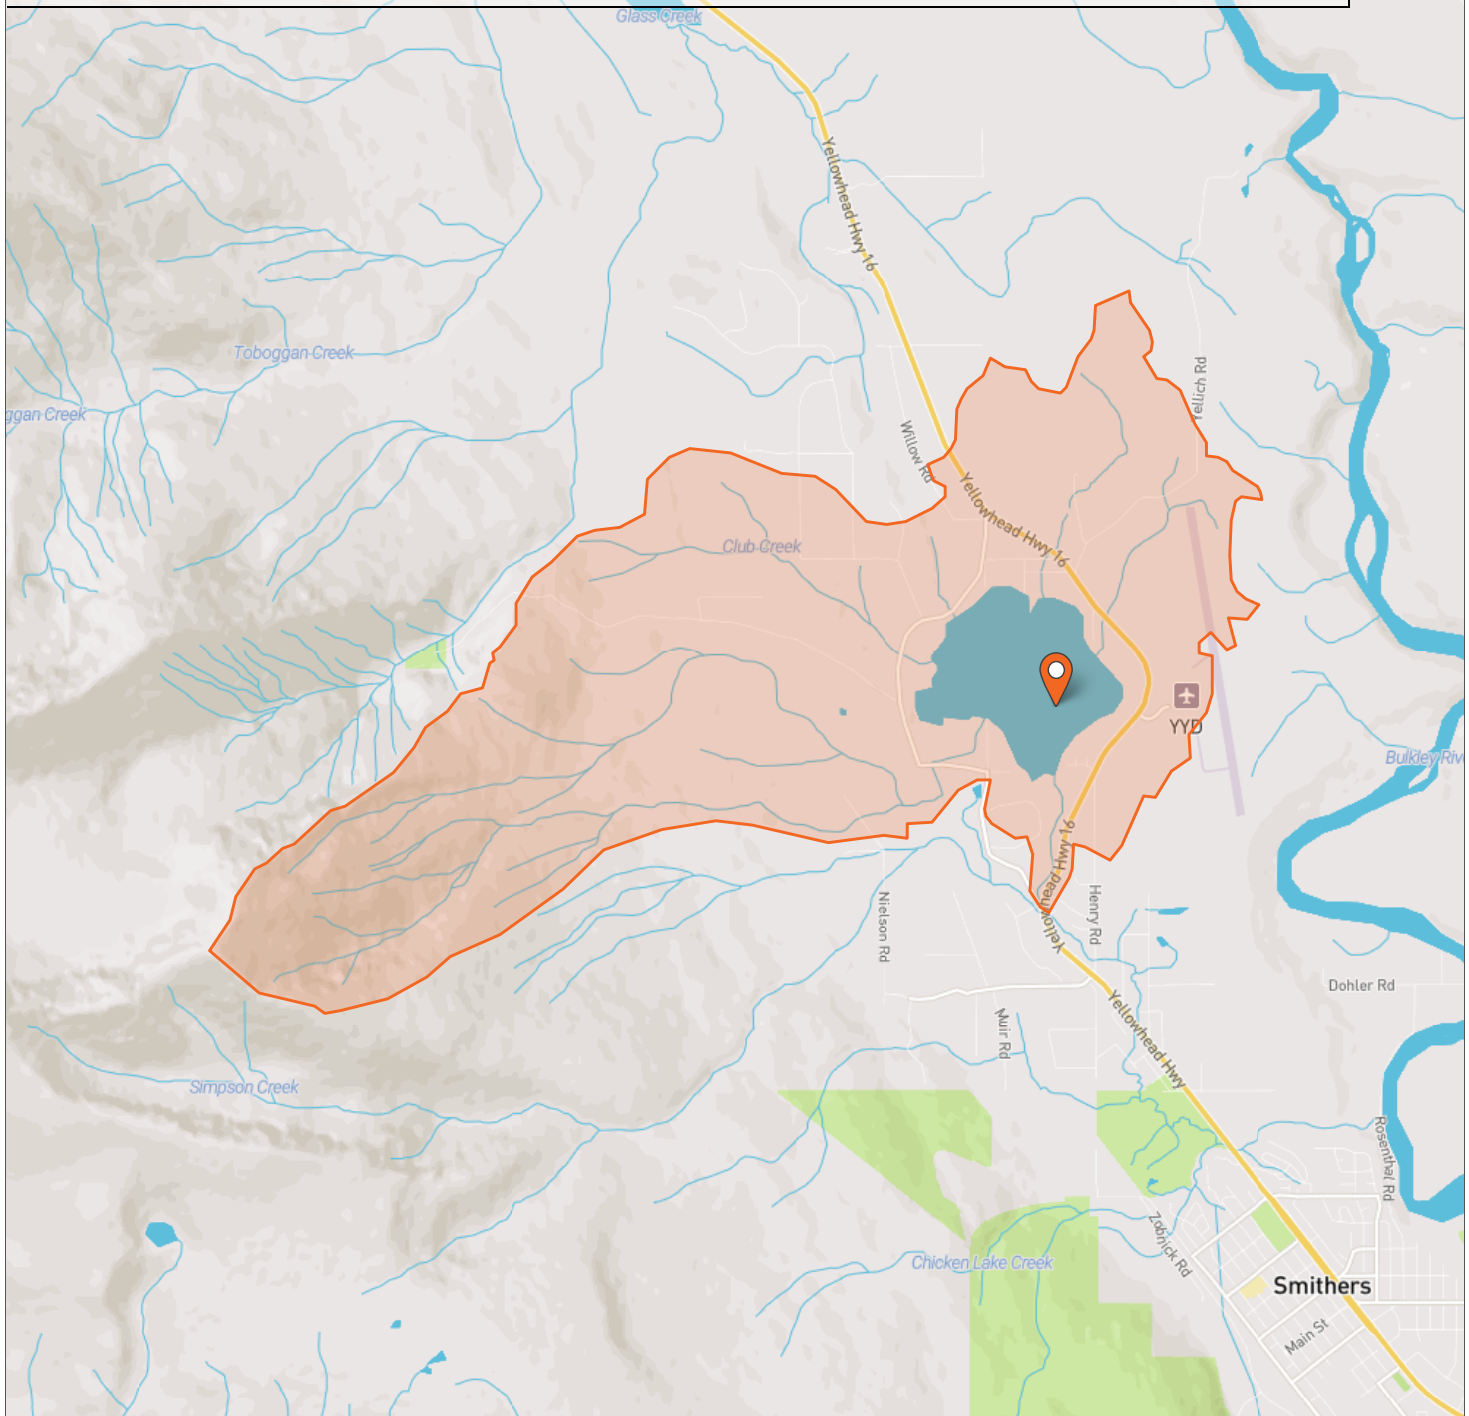 Glass Creek
Yellowhead Hwy 16
Toboggan Creek
ggan Creek
Yellich Rd
Willow Rd
Yellowhead Hwy 16
Club Creek
YYD
Bulkley Riv
Yellowhead Hwy 16
Henry Rd
Nielson Rd
Dohler Rd
Muir Rd
Yellowhead Hwy
Simpson Creek
Rosenthal Rd
Zobnick Rd
Chicken Lake Creek
Smithers
Main St